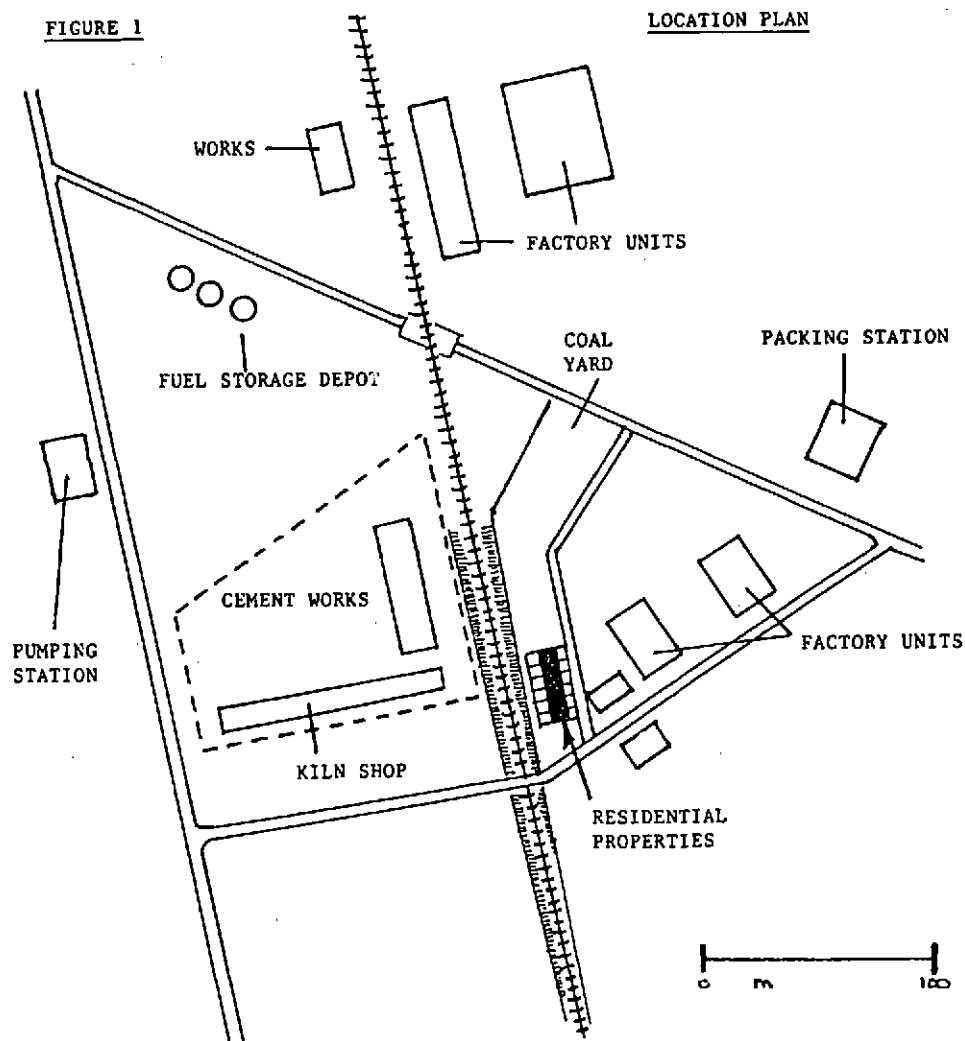 FIGURE 1
LOCATION PLAN
WORKS
FACTORY UNITS
COAL
YARD
PACKING STATION
FUEL STORAGE DEPOT
CEMENT WORKS
PUMPING
STATION
FACTORY UNITS
KILN SHOP
RESIDENTIAL
PROPERTIES
0 m 100